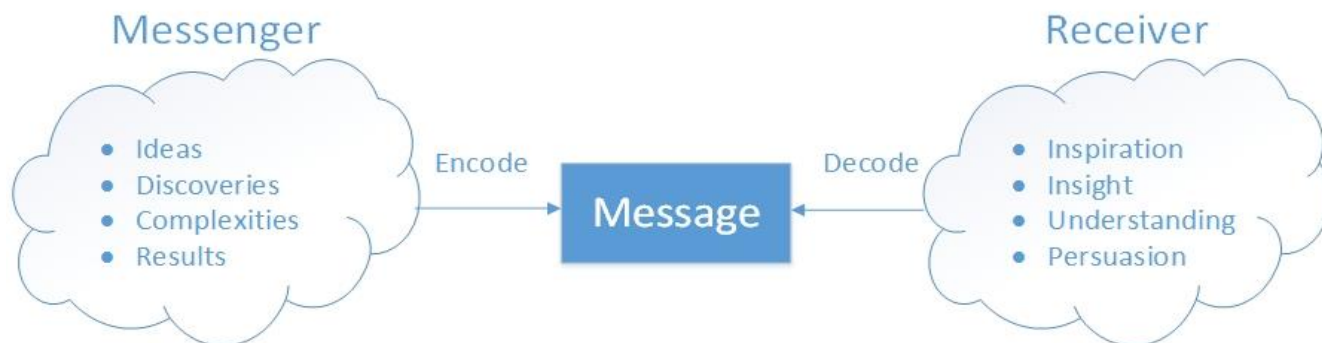 Messenger
● Ideas
● Discoveries
● Complexities
● Results
Encode
Message
Decode
Receiver
● Inspiration
● Insight
● Understanding
● Persuasion